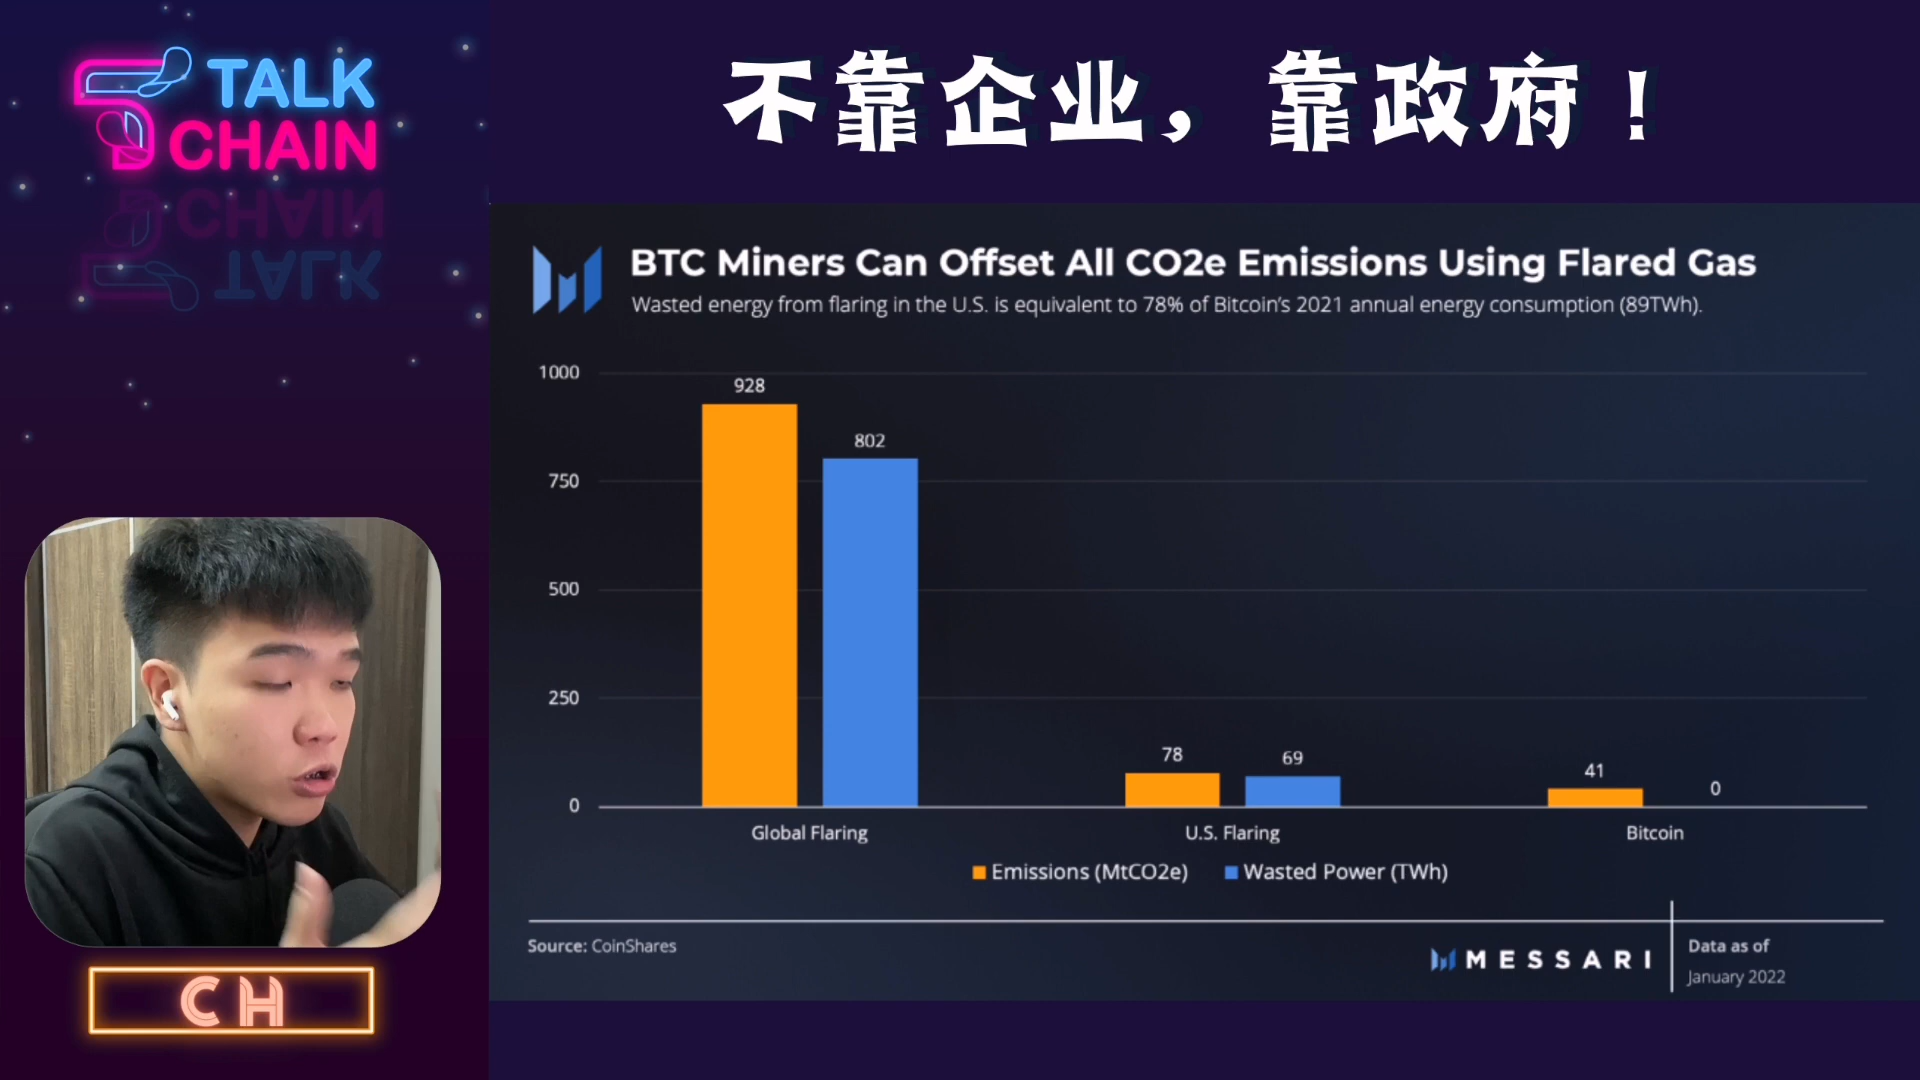 TALK
CHAIN
不靠企业，靠政府！
BTC Miners Can Offset All CO2e Emissions Using Flared Gas
Wasted energy from flaring in the U.S. is equivalent to 78% of Bitcoin's 2021 annual energy consumption (89TWh).
1000
750
500
250
0
928
802
78
69
41
0
Global Flaring
U.S. Flaring
Bitcoin
Emissions (MtCO2e)
Wasted Power (TWh)
Source: CoinShares
MESSARI
Data as of
January 2022
CH